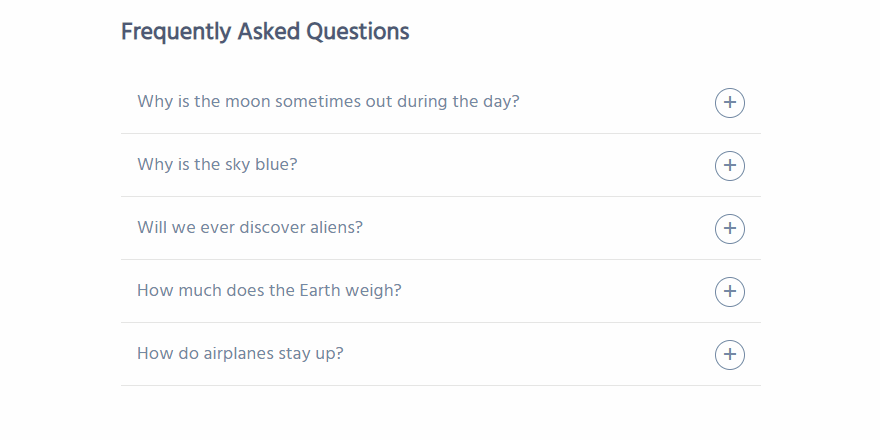 Frequently Asked Questions
Why is the moon sometimes out during the day?
Why is the sky blue?
Will we ever discover aliens?
How much does the Earth weigh?
How do airplanes stay up?